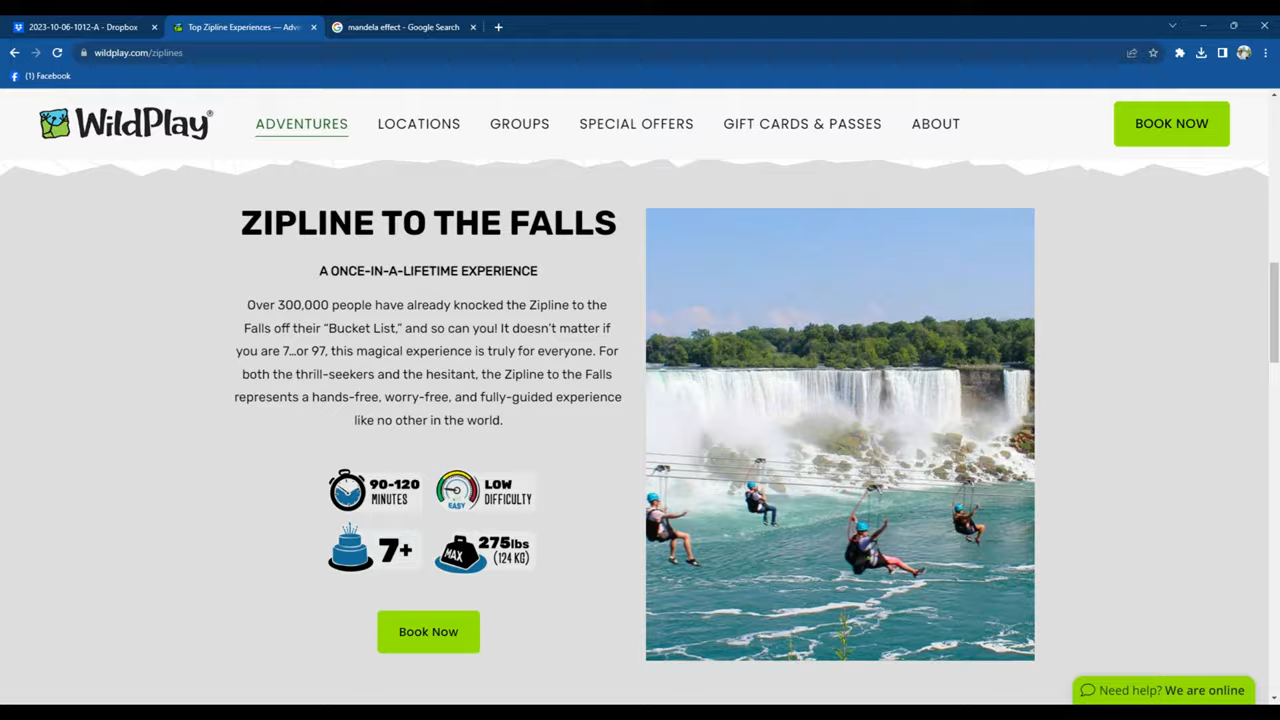 2023-10-06-1012-A - Dropbox
Top Zipline Experiences — Adve
mandela effect - Google Search
wildplay.com/ziplines
(1) Facebook
WildPlay®
ADVENTURES
LOCATIONS
GROUPS
SPECIAL OFFERS
GIFT CARDS & PASSES
ABOUT
BOOK NOW
ZIPLINE TO THE FALLS
A ONCE-IN-A-LIFETIME EXPERIENCE
Over 300,000 people have already knocked the Zipline to the
Falls off their “Bucket List,” and so can you! It doesn't matter if
you are 7...or 97, this magical experience is truly for everyone. For
both the thrill-seekers and the hesitant, the Zipline to the Falls
represents a hands-free, worry-free, and fully-guided experience
like no other in the world.
90-120
MINUTES
EASY
LOW
DIFFICULTY
7+
MAX
275lbs
(124 KG)
Book Now
Need help? We are online